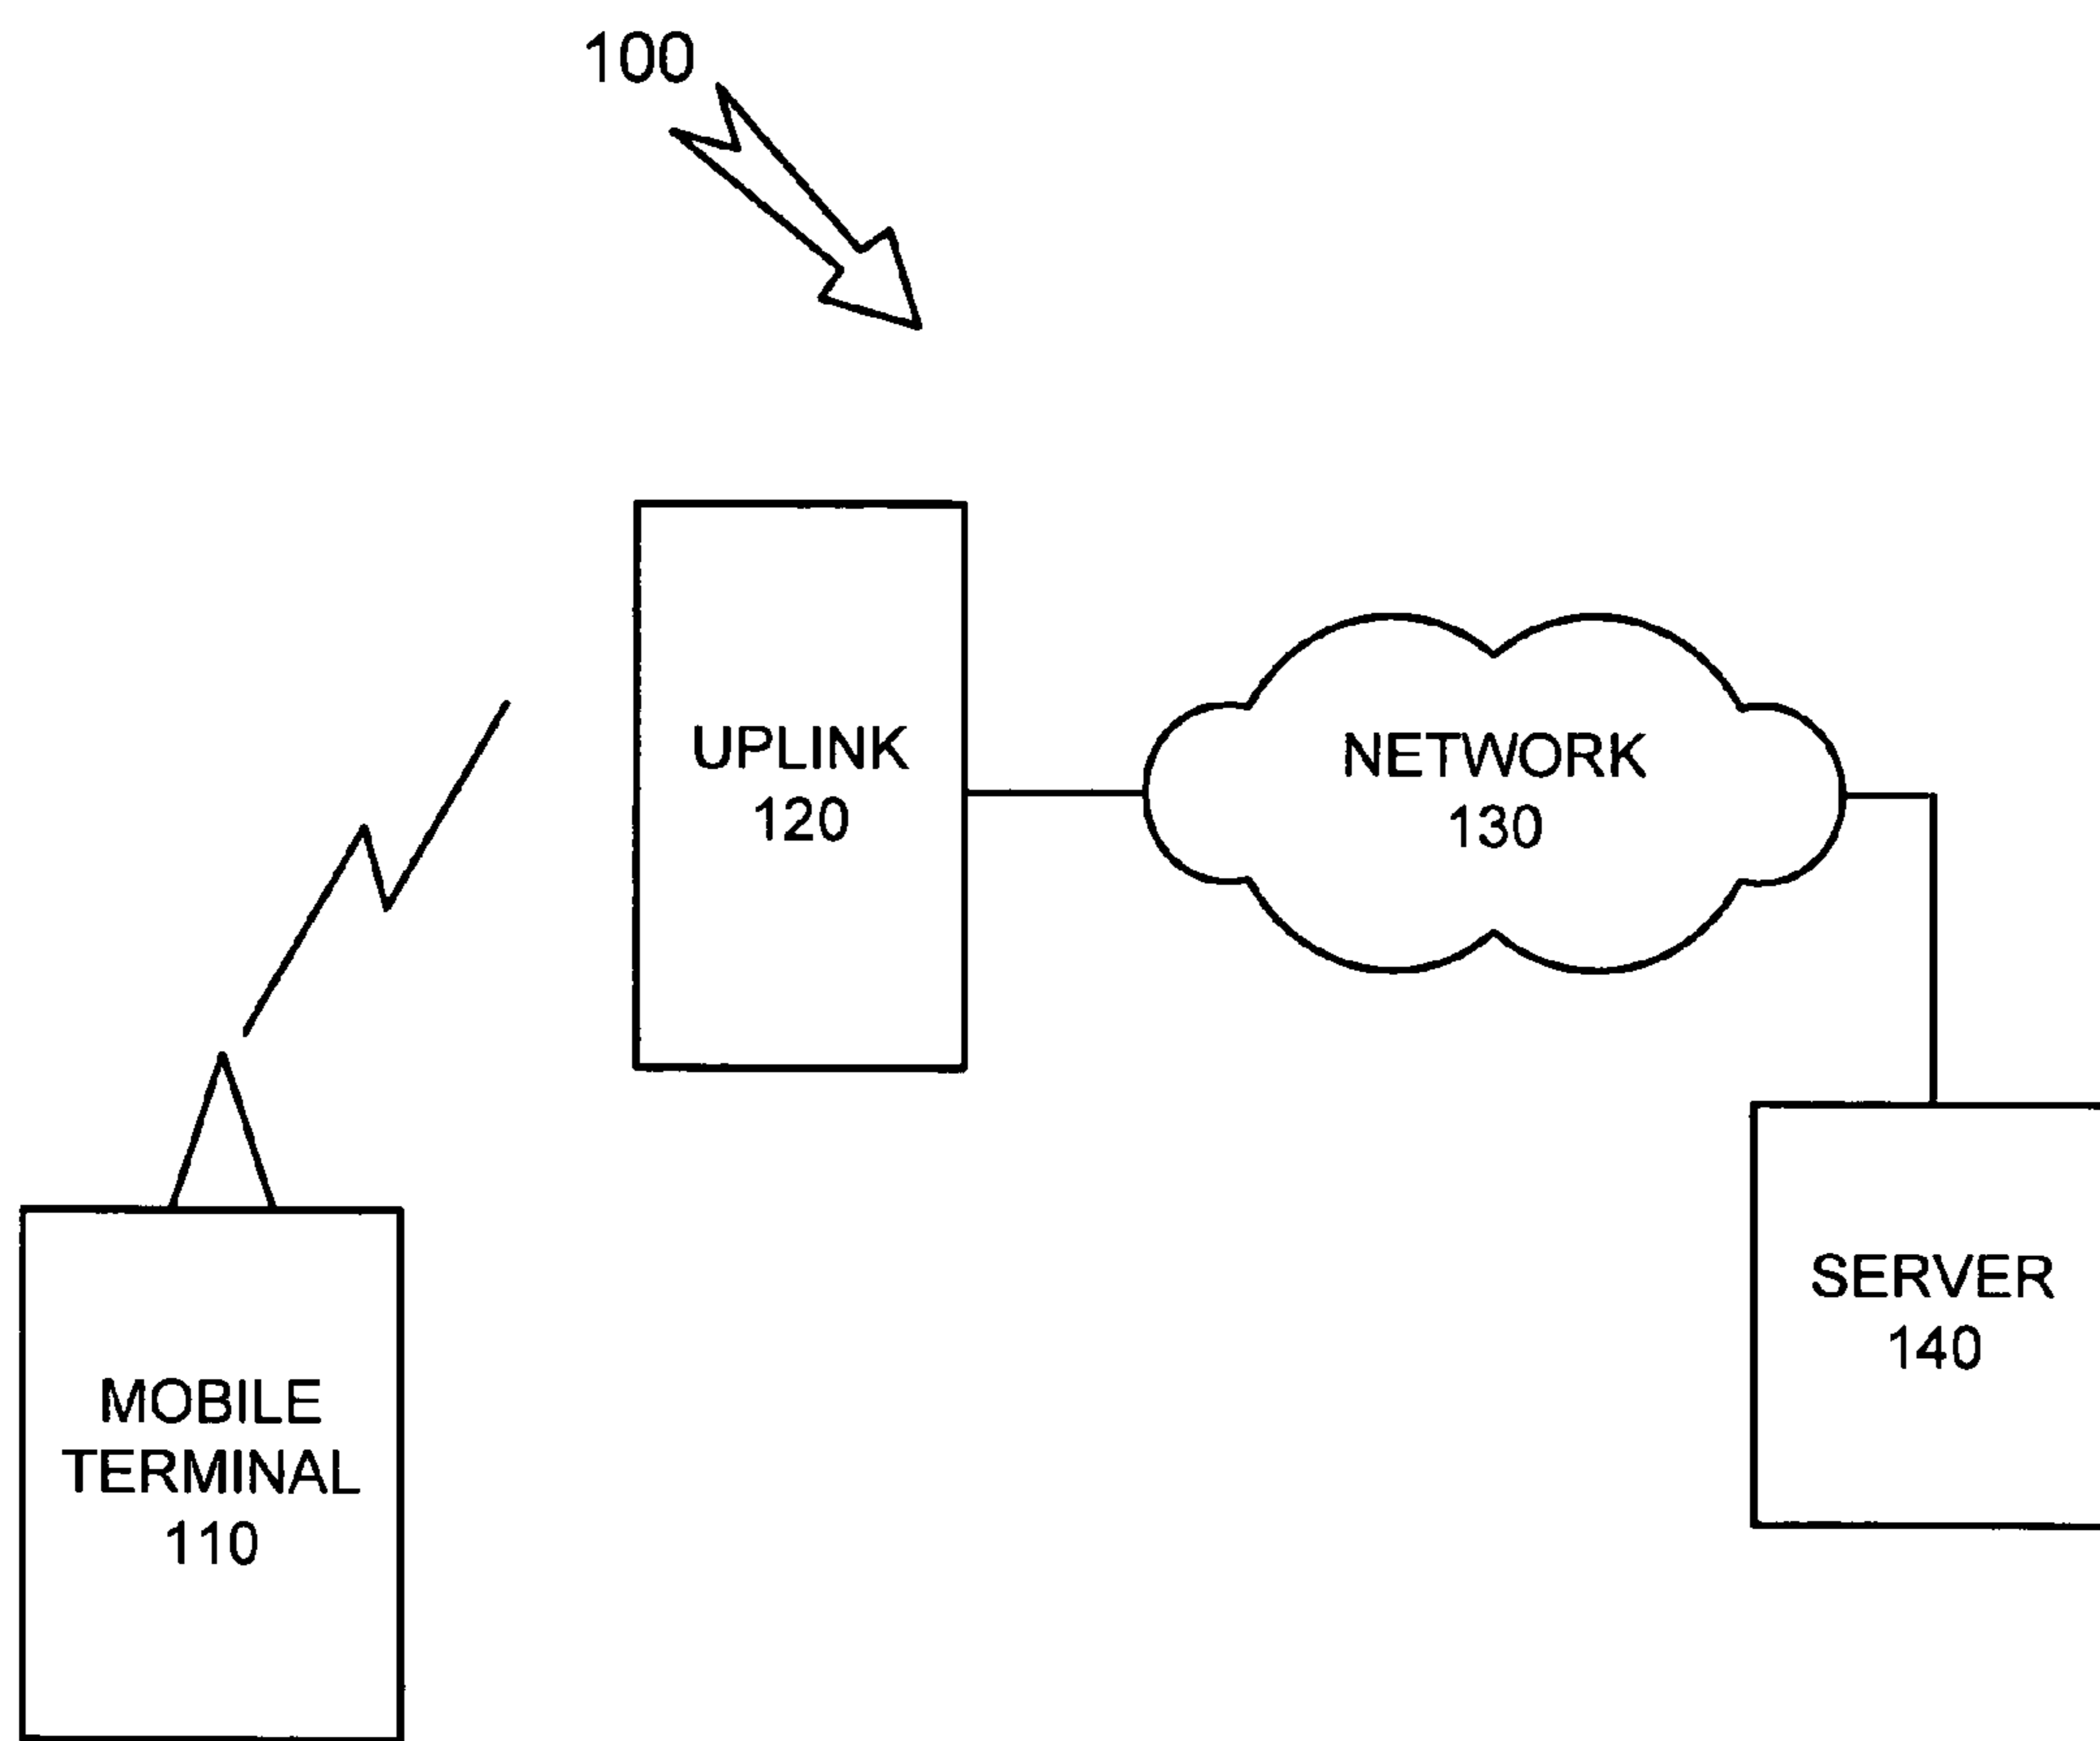 100
UPLINK
120
NETWORK
130
SERVER
140
MOBILE
TERMINAL
110